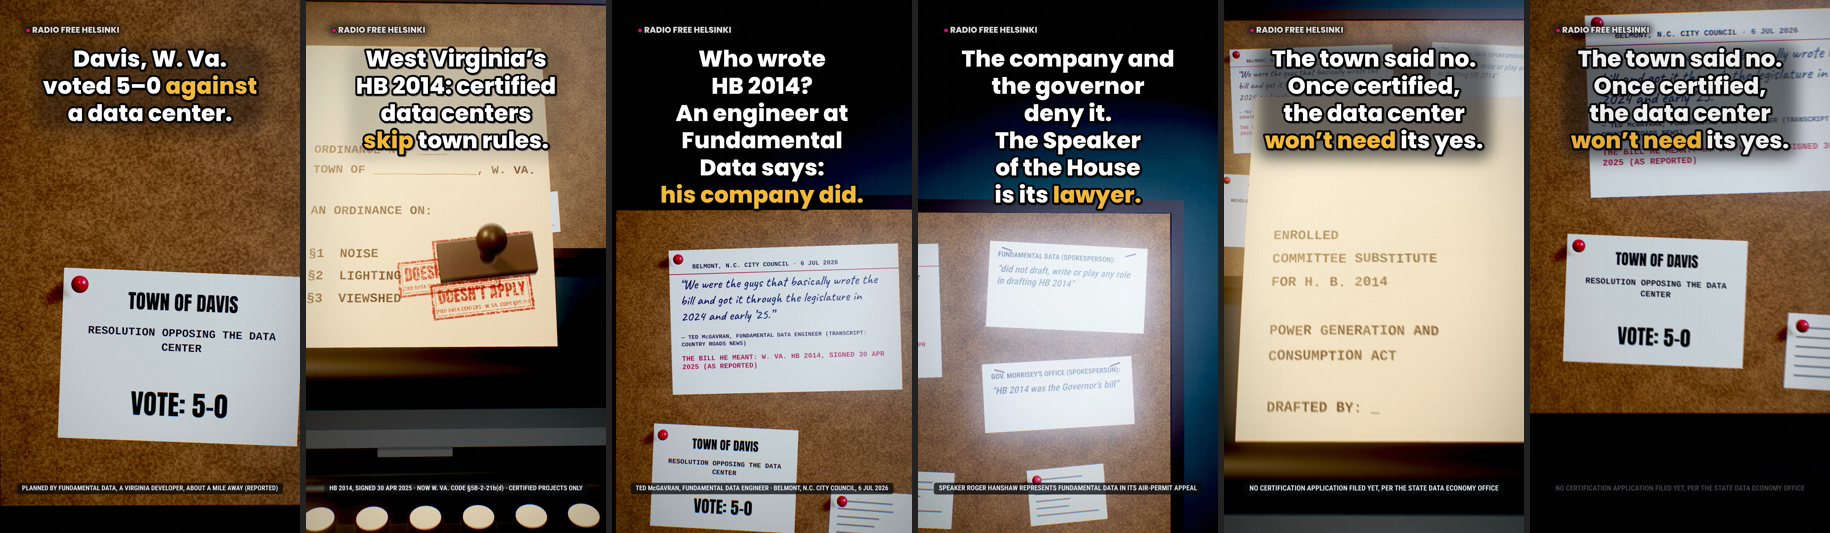 RADIO FREE HELSINKI
Davis, W. Va.
voted 5–0 against
a data center.
TOWN OF DAVIS
RESOLUTION OPPOSING THE DATA
CENTER
VOTE: 5-0
PLANNED BY FUNDAMENTAL DATA, A VIRGINIA DEVELOPER, ABOUT A MILE AWAY (REPORTED)
RADIO FREE HELSINKI
West Virginia's
HB 2014: certified
data centers
skip town rules.
TOWN OF ________, W. VA.
AN ORDINANCE ON:
§1 NOISE
§2 LIGHTING
§3 VIEWSHED
DOESN'T APPLY
HB 2014, SIGNED 30 APR 2025 · NOW W. VA. CODE §5B-2-21b(d) · CERTIFIED PROJECTS ONLY
RADIO FREE HELSINKI
Who wrote
HB 2014?
An engineer at
Fundamental
Data says:
his company did.
BELMONT, N.C. CITY COUNCIL · 6 JUL 2026
"We were the guys that basically wrote the
bill and got it through the legislature in
2024 and early '25."
— TED McGAVRAN, FUNDAMENTAL DATA ENGINEER (TRANSCRIPT:
COUNTRY ROADS NEWS)
THE BILL HE MEANT: W. VA. HB 2014, SIGNED 30 APR
2025 (AS REPORTED)
TOWN OF DAVIS
RESOLUTION OPPOSING THE DATA
CENTER
TED McGAVRAN, FUNDAMENTAL DATA ENGINEER · BELMONT, N.C. CITY COUNCIL, 6 JUL 2026
VOTE: 5-0
RADIO FREE HELSINKI
The company and
the governor
deny it.
The Speaker
of the House
is its lawyer.
FUNDAMENTAL DATA (SPOKESPERSON):
"did not draft, write or play any role
in drafting HB 2014"
GOV. MORRISEY'S OFFICE (SPOKESPERSON):
"HB 2014 was the Governor's bill"
SPEAKER ROGER HANSHAW REPRESENTS FUNDAMENTAL DATA IN ITS AIR-PERMIT APPEAL
RADIO FREE HELSINKI
The town said no.
Once certified,
the data center
won't need its yes.
ENROLLED
COMMITTEE SUBSTITUTE
FOR H. B. 2014
POWER GENERATION AND
CONSUMPTION ACT
DRAFTED BY: _
NO CERTIFICATION APPLICATION FILED YET, PER THE STATE DATA ECONOMY OFFICE
RADIO FREE HELSINKI
BELMONT, N.C. CITY COUNCIL · 6 JUL 2026
The town said no.
Once certified,
the data center
won't need its yes.
2025 (AS REPORTED)
TOWN OF DAVIS
RESOLUTION OPPOSING THE DATA
CENTER
VOTE: 5-0
NO CERTIFICATION APPLICATION FILED YET, PER THE STATE DATA ECONOMY OFFICE